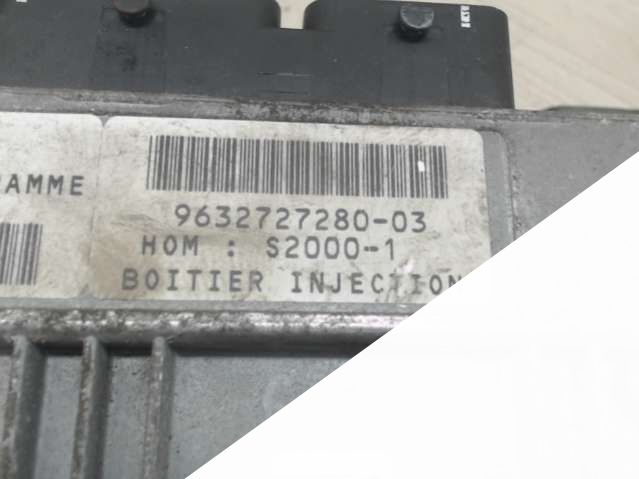 AMME
9632727280-03
HOM : S2000-1
BOITIER INJECTION